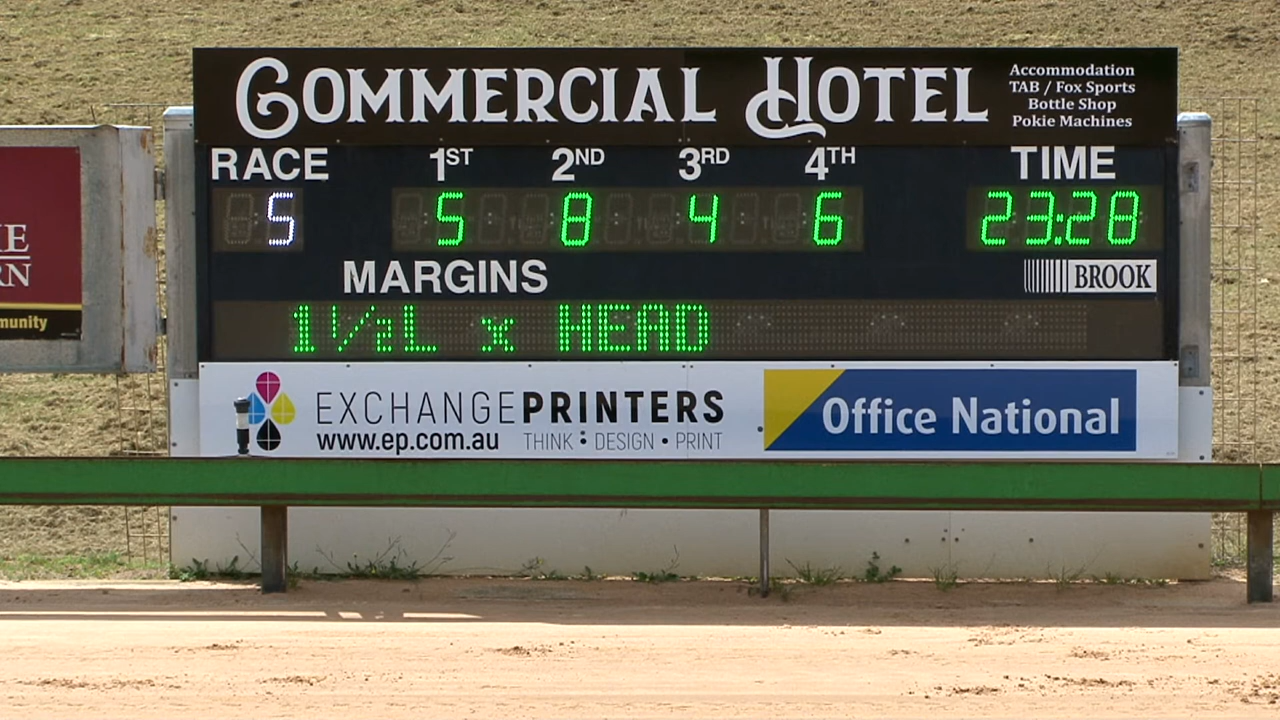 COMMERCIAL HOTEL
Accommodation
TAB / Fox Sports
Bottle Shop
Pokie Machines
RACE 1ST 2ND 3RD 4TH TIME
5 5 8 4 6 23:28
MARGINS
BROOK
1½L x HEAD
EXCHANGEPRINTERS
www.ep.com.au THINK : DESIGN • PRINT
Office National
E
RN
munity